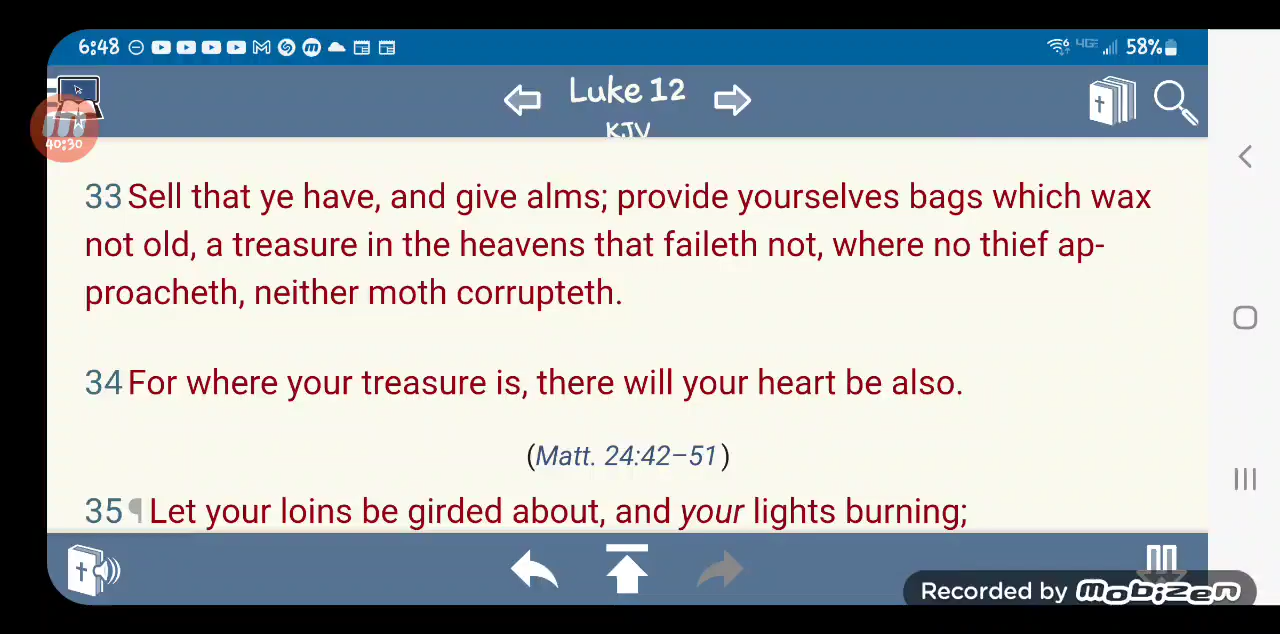 6:48 58%
Luke 12
KJV
40:30
33 Sell that ye have, and give alms; provide yourselves bags which wax
not old, a treasure in the heavens that faileth not, where no thief ap-
proacheth, neither moth corrupteth.
34 For where your treasure is, there will your heart be also.
(Matt. 24:42–51)
35 ¶ Let your loins be girded about, and your lights burning;
Recorded by mobizen